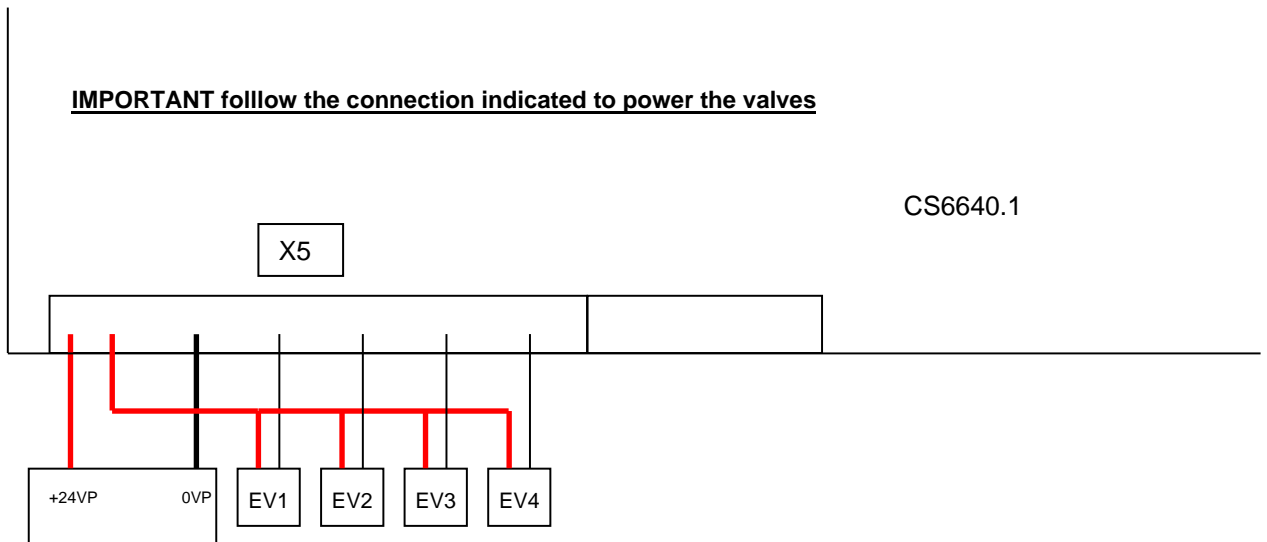 IMPORTANT folllow the connection indicated to power the valves
CS6640.1
X5
+24VP 0VP EV1 EV2 EV3 EV4